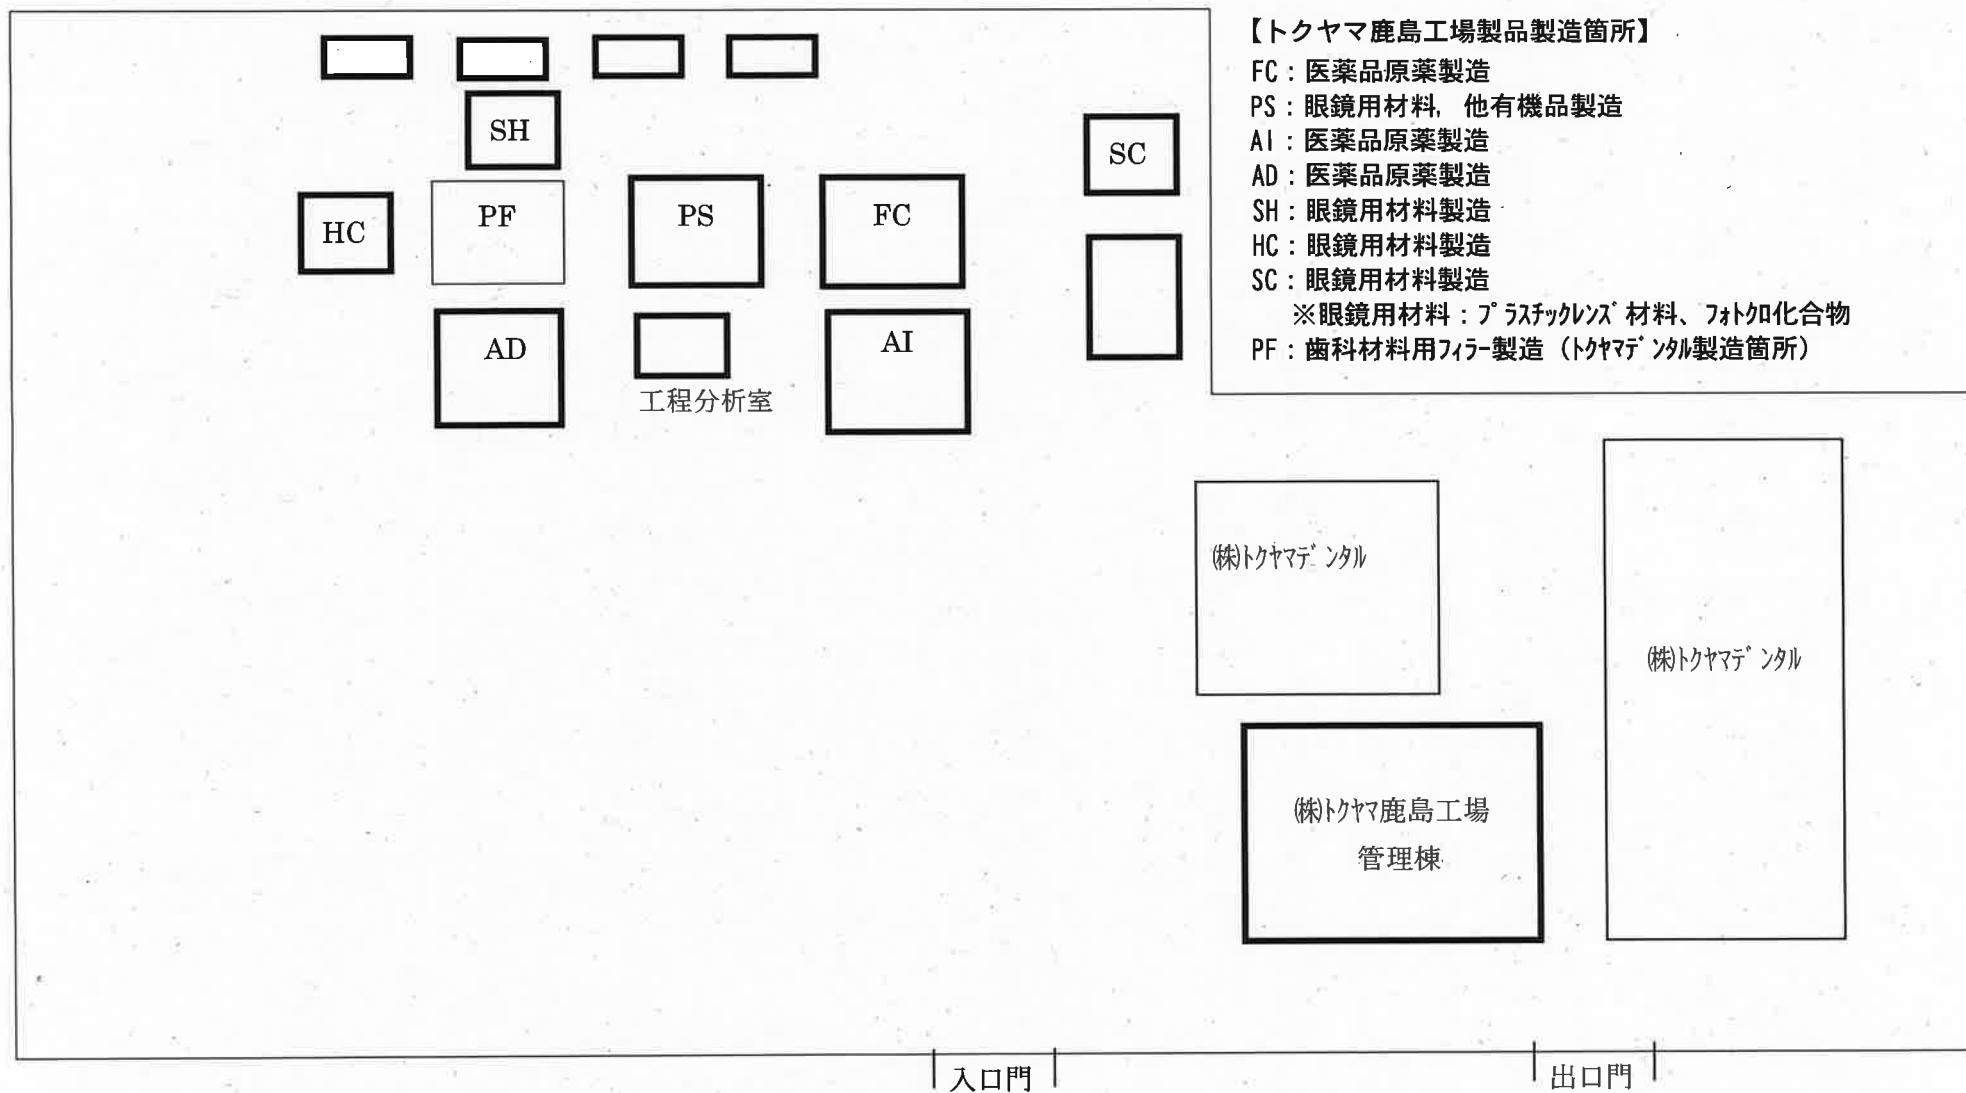 【トクヤマ鹿島工場製品製造箇所】
FC：医薬品原薬製造
PS：眼鏡用材料，他有機品製造
AI：医薬品原薬製造
AD：医薬品原薬製造
SH：眼鏡用材料製造
HC：眼鏡用材料製造
SC：眼鏡用材料製造
※眼鏡用材料：ﾌﾟﾗｽﾁｯｸﾚﾝｽﾞ材料、ﾌｫﾄｸﾛ化合物
PF：歯科材料用ﾌｨﾗｰ製造（ﾄｸﾔﾏﾃﾞﾝﾀﾙ製造箇所）
SH
SC
HC
PF
PS
FC
AD
AI
工程分析室
㈱ﾄｸﾔﾏﾃﾞﾝﾀﾙ
㈱ﾄｸﾔﾏﾃﾞﾝﾀﾙ
㈱ﾄｸﾔﾏ鹿島工場
管理棟
入口門
出口門